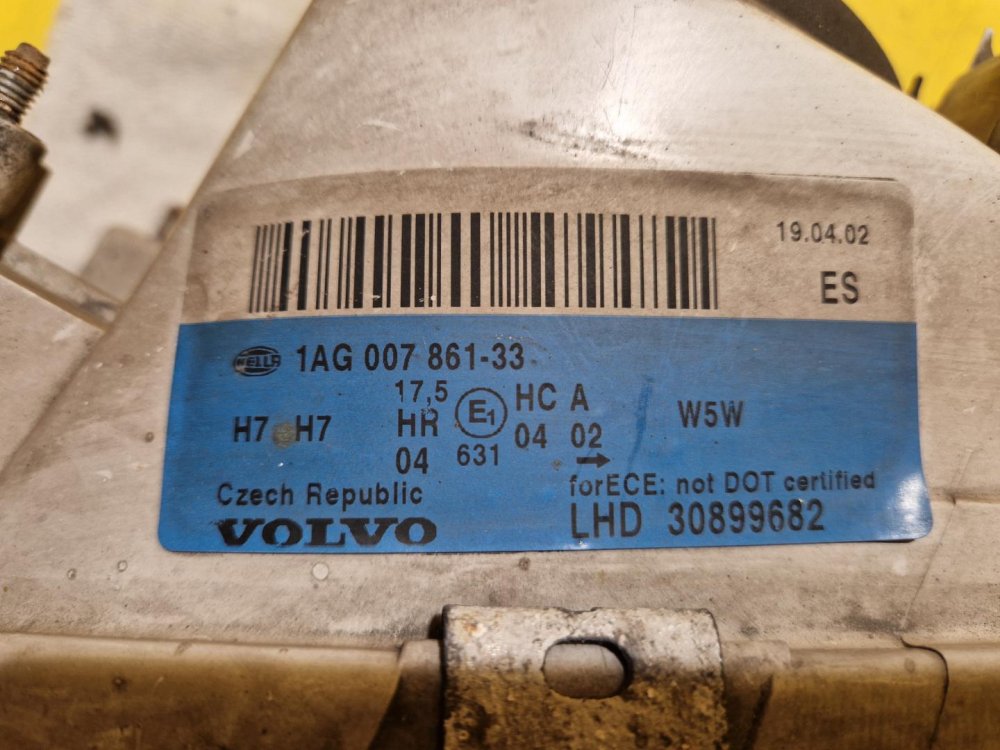 19.04.02
ES
HELLA 1AG 007 861-33
17,5
H7 H7 HR E1 HC A W5W
04 631 04 02
Czech Republic forECE: not DOT certified
VOLVO LHD 30899682